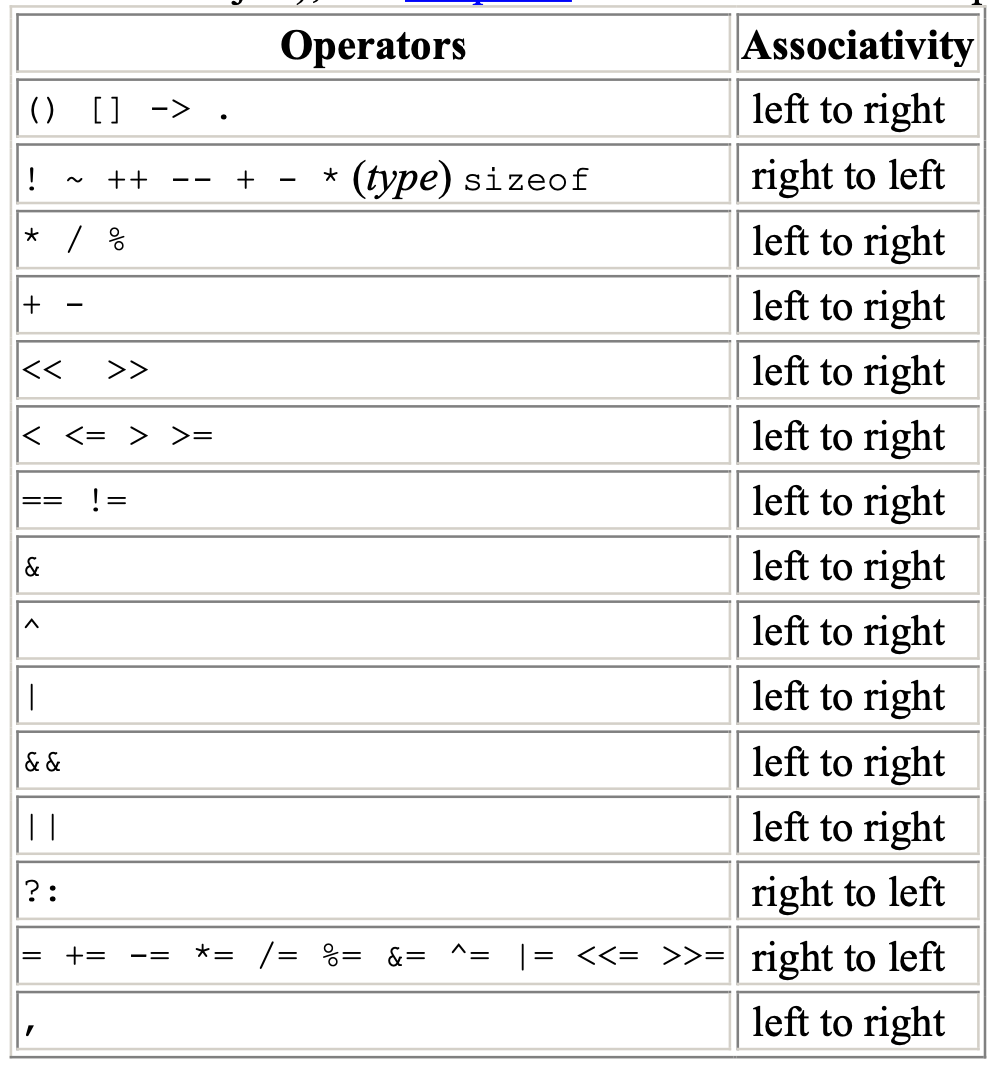 Operators Associativity
() [] -> . left to right
! ~ ++ -- + - * (type) sizeof right to left
* / % left to right
+ - left to right
<< >> left to right
< <= > >= left to right
== != left to right
& left to right
^ left to right
| left to right
&& left to right
|| left to right
?: right to left
= += -= *= /= %= &= ^= |= <<= >>= right to left
, left to right